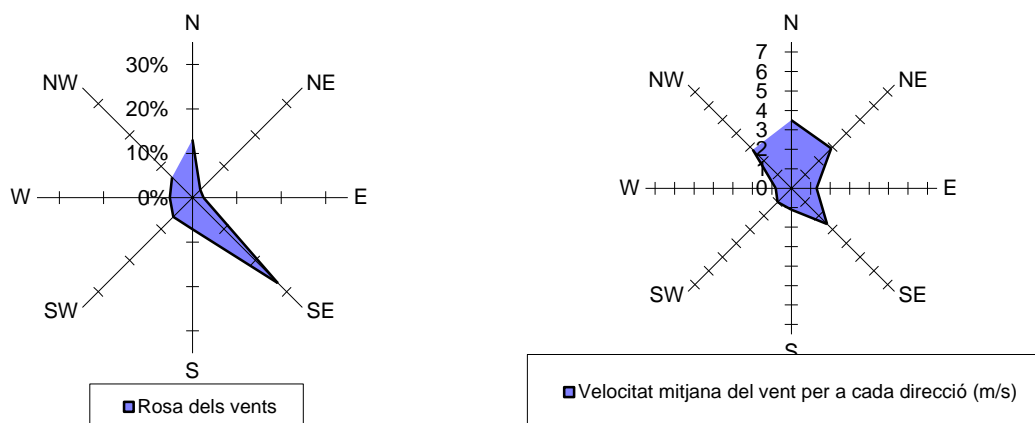 N
NW
NE
30%
20%
10%
0%
W
E
SW
SE
S
Rosa dels vents
N
NW
NE
7
6
5
4
3
2
1
0
W
E
SW
SE
S
Velocitat mitjana del vent per a cada direcció (m/s)